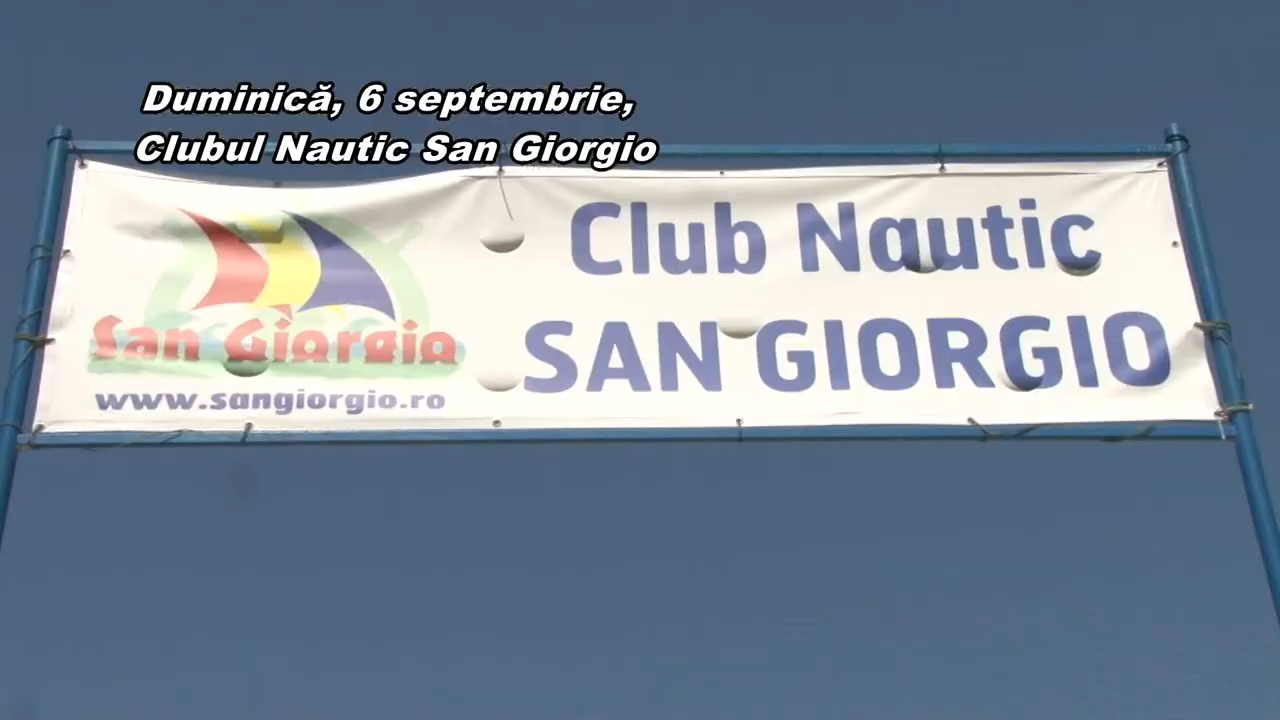 Duminică, 6 septembrie,
Clubul Nautic San Giorgio
Club Nautic
SAN GIORGIO
San Giorgio
www.sangiorgio.ro